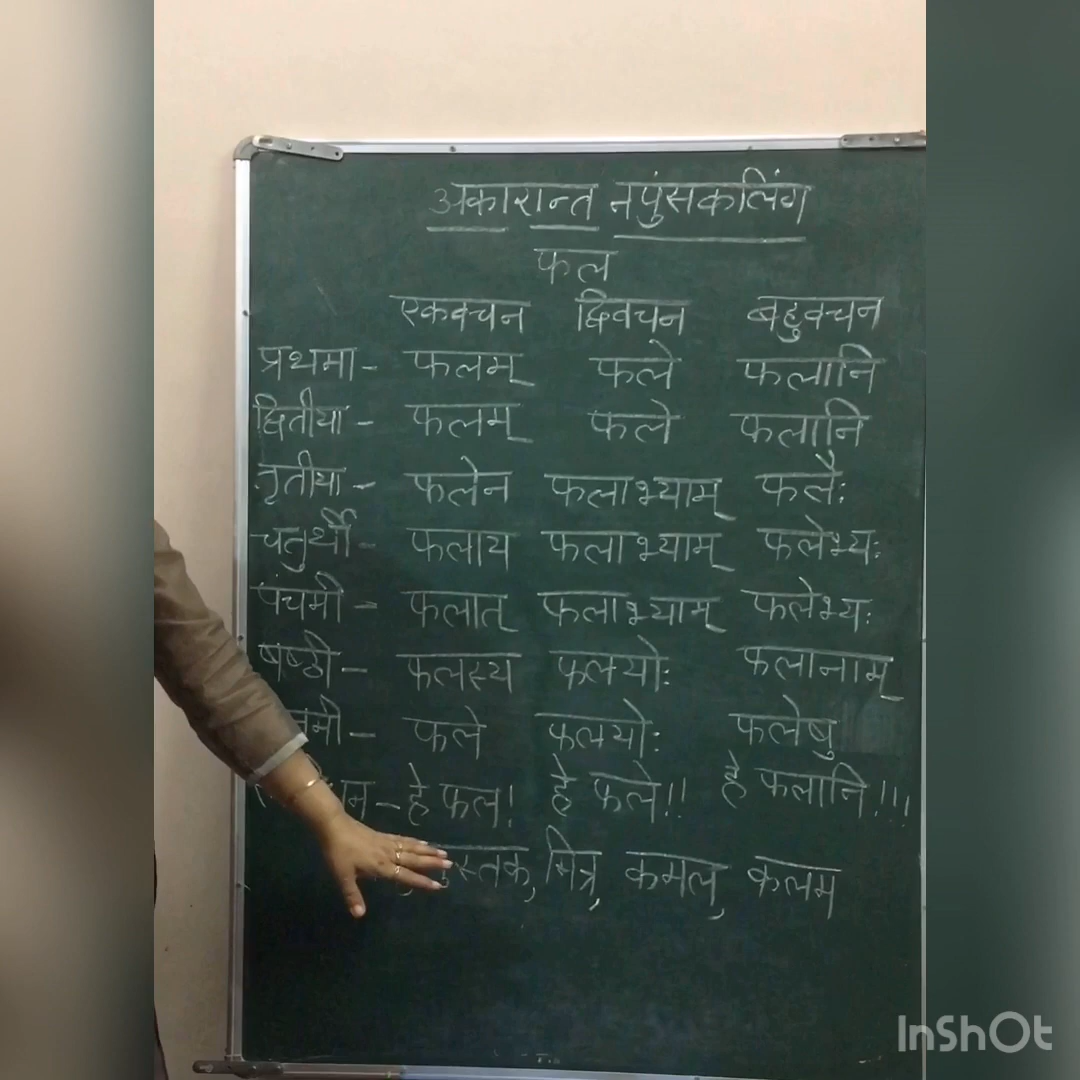 अकारान्त नपुंसकलिंग
फल
एकवचन द्विवचन बहुवचन
प्रथमा - फलम् फले फलानि
द्वितीया - फलम् फले फलानि
तृतीया - फलेन फलाभ्याम् फलैः
चतुर्थी - फलाय फलाभ्याम् फलेभ्यः
पंचमी - फलात् फलाभ्याम् फलेभ्यः
षष्ठी - फलस्य फलयोः फलानाम्
फले फलयोः फलेषु
हे फल! हे फले!! हे फलानि!!!
मित्र, कमल, कलम
InShOt